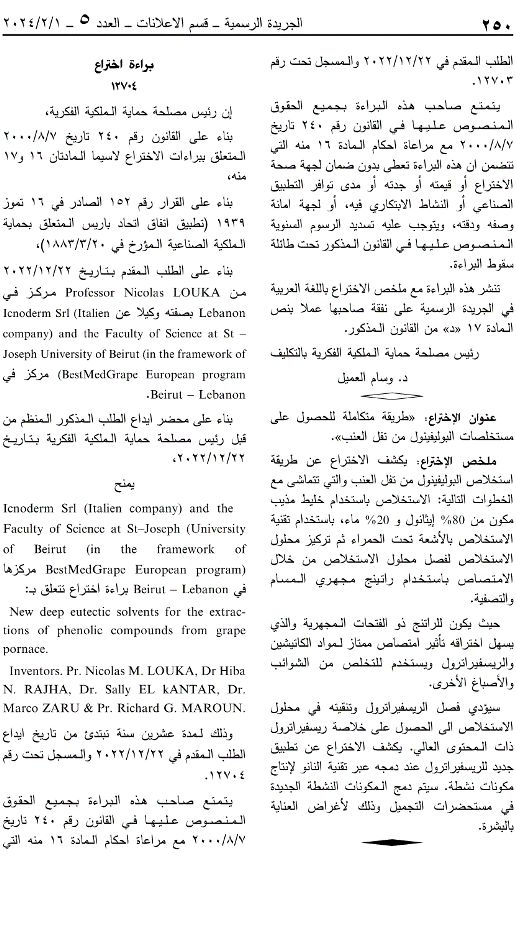 ٢٥٠
الجريدة الرسمية ــ قسم الاعلانات ــ العدد ٥ ــ ٢٠٢٤/٢/١
الطلب المقدم في ٢٠٢٢/١٢/٢٢ والمسجل تحت رقم
١٢٧٠٣.
يتمتع صاحب هذه البراءة بجميع الحقوق
المنصوص عليها في القانون رقم ٢٤٠ تاريخ
٢٠٠٠/٨/٧ مع مراعاة احكام المادة ١٦ منه التي
تتضمن ان هذه البراءة تعطى بدون ضمان لجهة صحة
الاختراع أو قيمته أو جدته أو مدى توافر التطبيق
الصناعي أو النشاط الابتكاري فيه، أو لجهة امانة
وصفه ودقته، ويتوجب عليه تسديد الرسوم السنوية
المنصوص عليها في القانون المذكور تحت طائلة
سقوط البراءة.
تنشر هذه البراءة مع ملخص الاختراع باللغة العربية
في الجريدة الرسمية على نفقة صاحبها عملا بنص
المادة ١٧ «د» من القانون المذكور.
رئيس مصلحة حماية الملكية الفكرية بالتكليف
د. وسام العميل
عنوان الإختراع: «طريقة متكاملة للحصول على
مستخلصات البوليفينول من تفل العنب».
ملخص الإختراع: يكشف الاختراع عن طريقة
استخلاص البوليفينول من تفل العنب والتي تتماشى مع
الخطوات التالية: الاستخلاص باستخدام خليط مذيب
مكون من 80% إيثانول و 20% ماء، باستخدام تقنية
الاستخلاص بالأشعة تحت الحمراء ثم تركيز محلول
الاستخلاص لفصل محلول الاستخلاص من خلال
الامتصاص باستخدام راتينج مجهري المسام
والتصفية.
حيث يكون للراتنج ذو الفتحات المجهرية والذي
يسهل اختراقه تأثير امتصاص ممتاز لمواد الكاتيشين
والريسفيراترول ويستخدم للتخلص من الشوائب
والأصباغ الأخرى.
سيؤدي فصل الريسفيراترول وتنقيته في محلول
الاستخلاص الى الحصول على خلاصة ريسفيراترول
ذات المحتوى العالي. يكشف الاختراع عن تطبيق
جديد للريسفيراترول عند دمجه عبر تقنية النانو لإنتاج
مكونات نشطة. سيتم دمج المكونات النشطة الجديدة
في مستحضرات التجميل وذلك لأغراض العناية
بالبشرة.
براءة اختراع
١٢٧٠٤
إن رئيس مصلحة حماية الملكية الفكرية،
بناء على القانون رقم ٢٤٠ تاريخ ٢٠٠٠/٨/٧
المتعلق ببراءات الاختراع لاسيما المادتان ١٦ و١٧
منه،
بناء على القرار رقم ١٥٢ الصادر في ١٦ تموز
١٩٣٩ (تطبيق اتفاق اتحاد باريس المتعلق بحماية
الملكية الصناعية المؤرخ في ١٨٨٣/٣/٢٠)،
بناء على الطلب المقدم بتاريخ ٢٠٢٢/١٢/٢٢
من Professor Nicolas LOUKA مركز في
Lebanon بصفته وكيلا عن Icnoderm Srl (Italien
company) and the Faculty of Science at St –
Joseph University of Beirut (in the framework of
BestMedGrape European program) مركز في
Beirut – Lebanon.
بناء على محضر ايداع الطلب المذكور المنظم من
قبل رئيس مصلحة حماية الملكية الفكرية بتاريخ
٢٠٢٢/١٢/٢٢،
يمنح
Icnoderm Srl (Italien company) and the
Faculty of Science at St–Joseph (University
of Beirut (in the framework of
BestMedGrape European program) مركزها
في Beirut – Lebanon براءة اختراع تتعلق بـ:
New deep eutectic solvents for the extrac-
tions of phenolic compounds from grape
pornace.
Inventors. Pr. Nicolas M. LOUKA, Dr Hiba
N. RAJHA, Dr. Sally EL kANTAR, Dr.
Marco ZARU & Pr. Richard G. MAROUN.
وذلك لمدة عشرين سنة تبتدئ من تاريخ ايداع
الطلب المقدم في ٢٠٢٢/١٢/٢٢ والمسجل تحت رقم
١٢٧٠٤.
يتمتع صاحب هذه البراءة بجميع الحقوق
المنصوص عليها في القانون رقم ٢٤٠ تاريخ
٢٠٠٠/٨/٧ مع مراعاة احكام المادة ١٦ منه التي